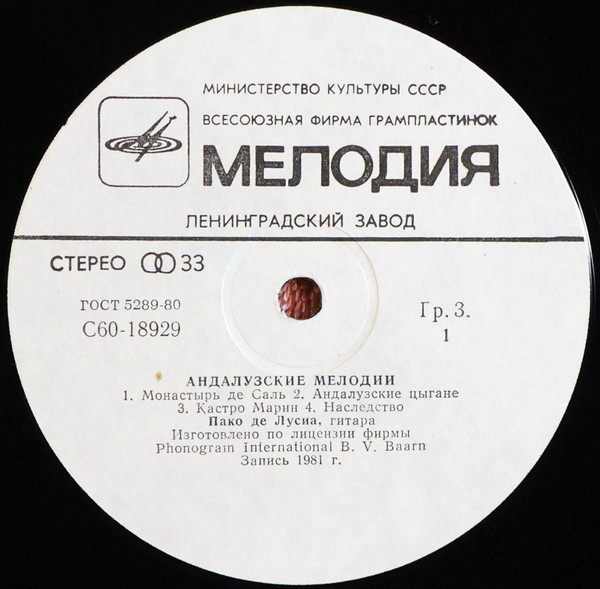 МИНИСТЕРСТВО КУЛЬТУРЫ СССР
ВСЕСОЮЗНАЯ ФИРМА ГРАМПЛАСТИНОК
МЕЛОДИЯ
ЛЕНИНГРАДСКИЙ ЗАВОД
СТЕРЕО 33
ГОСТ 5289-80
С60-18929
Гр. 3.
1
АНДАЛУЗСКИЕ МЕЛОДИИ
1. Монастырь де Саль 2. Андалузские цыгане
3. Кастро Марин 4. Наследство
Пако де Лусиа, гитара
Изготовлено по лицензии фирмы
Phonogram International B. V. Baarn
Запись 1981 г.